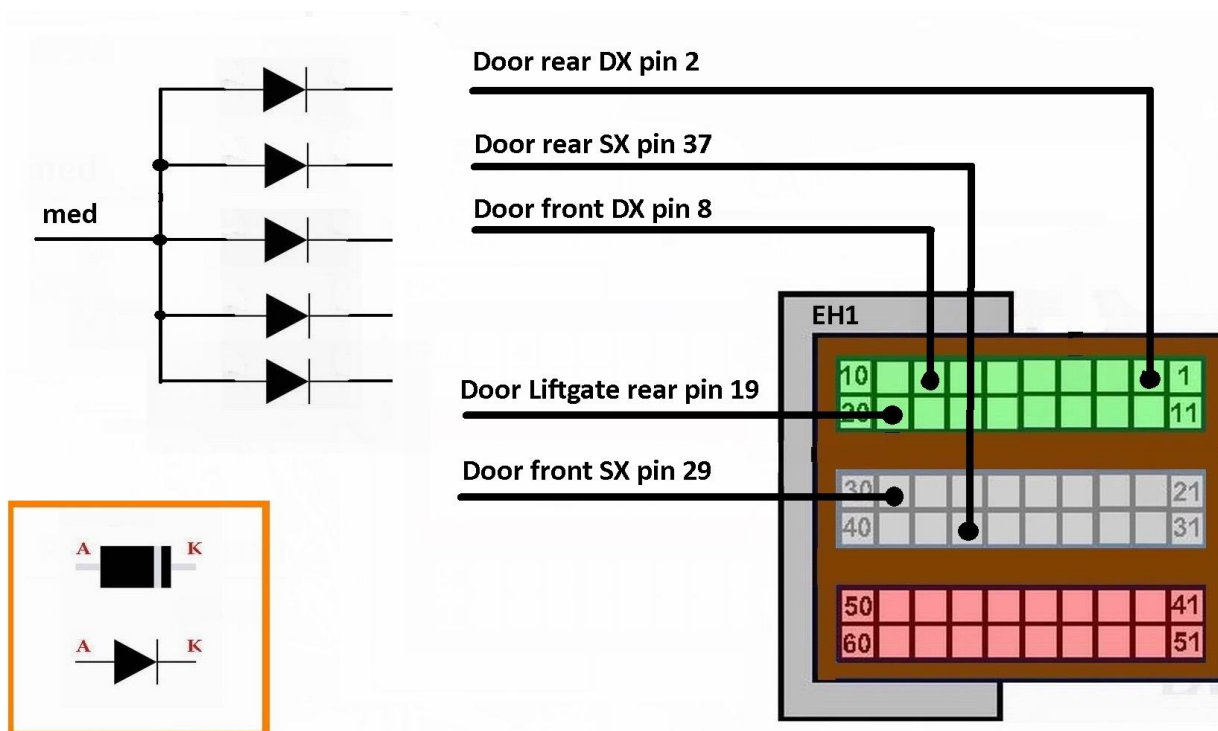 Door rear DX pin 2
Door rear SX pin 37
med
Door front DX pin 8
EH1
10 1
Door Liftgate rear pin 19
20 11
Door front SX pin 29
30 21
40 31
A K
50 41
A K
60 51